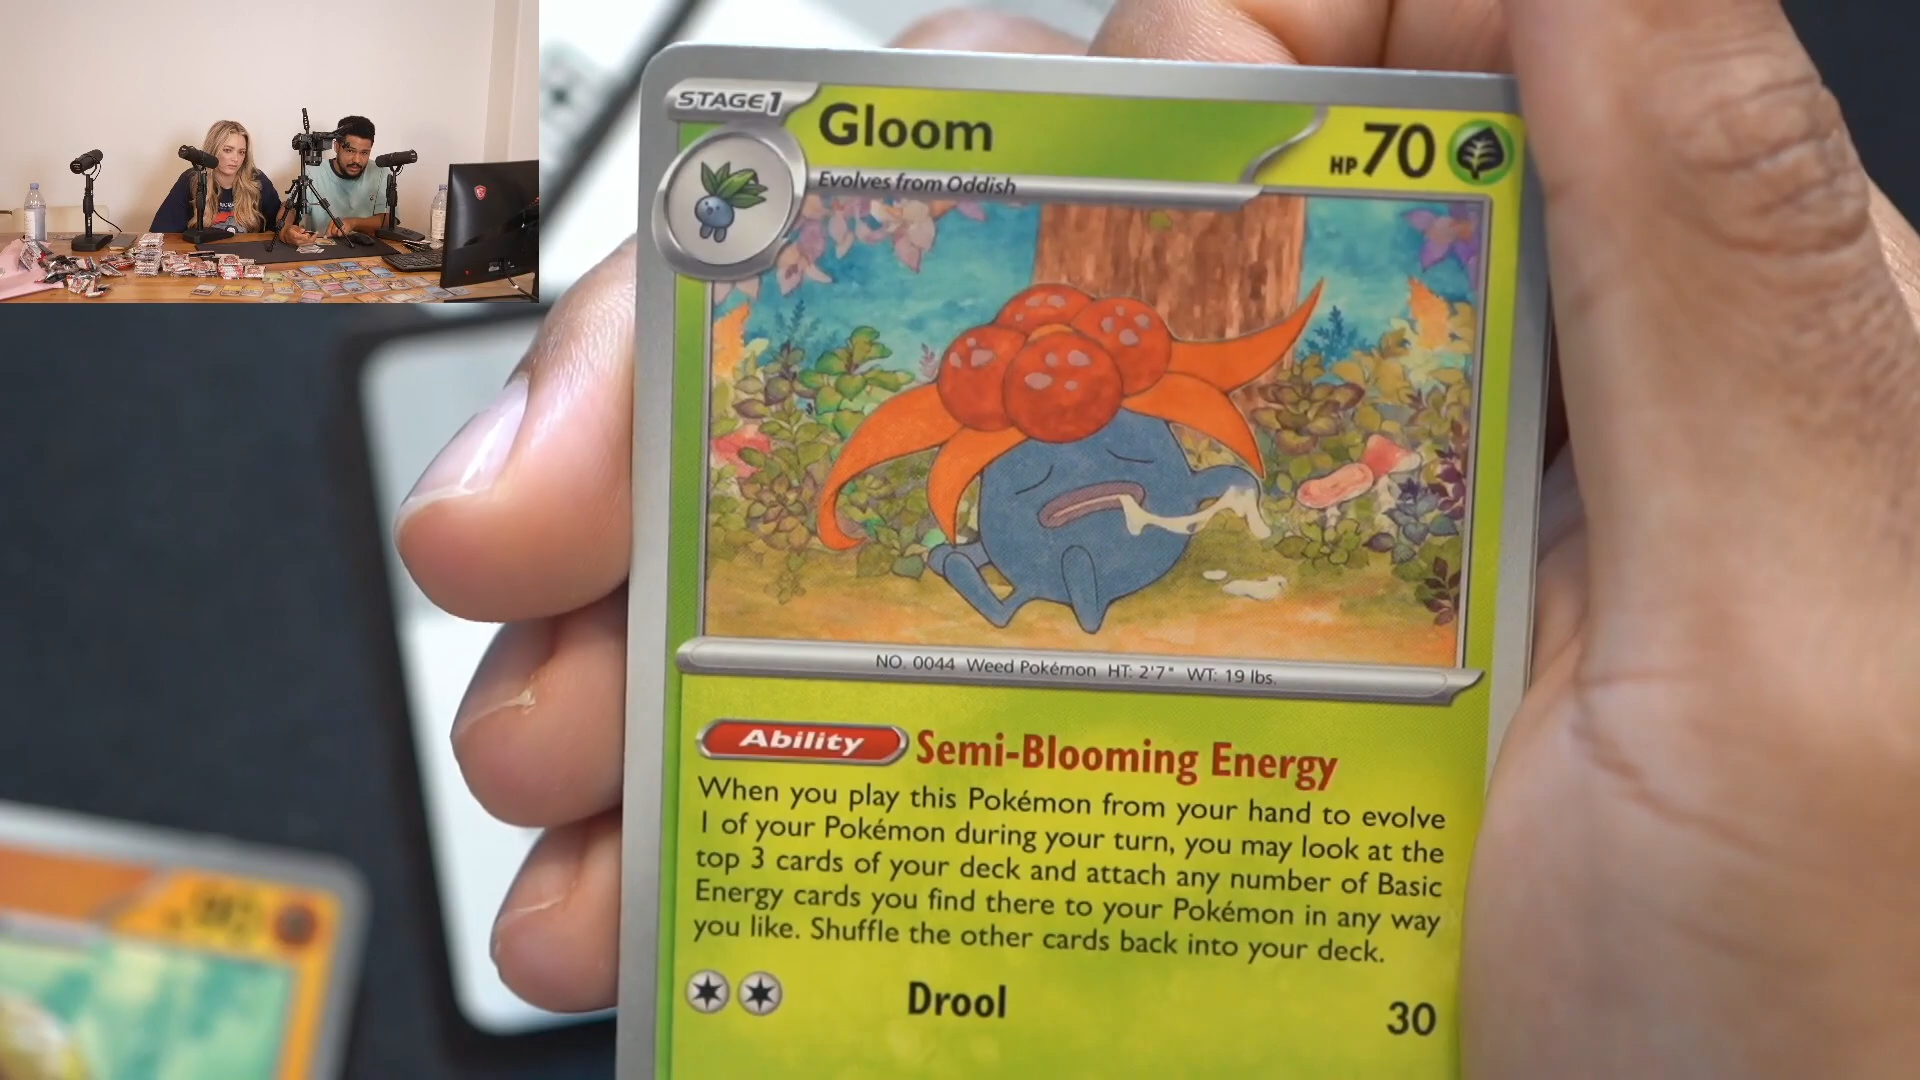 STAGE1
Gloom
HP 70
Evolves from Oddish
NO. 0044 Weed Pokémon HT: 2'7" WT: 19 lbs.
Ability Semi-Blooming Energy
When you play this Pokémon from your hand to evolve
1 of your Pokémon during your turn, you may look at the
top 3 cards of your deck and attach any number of Basic
Energy cards you find there to your Pokémon in any way
you like. Shuffle the other cards back into your deck.
Drool 30